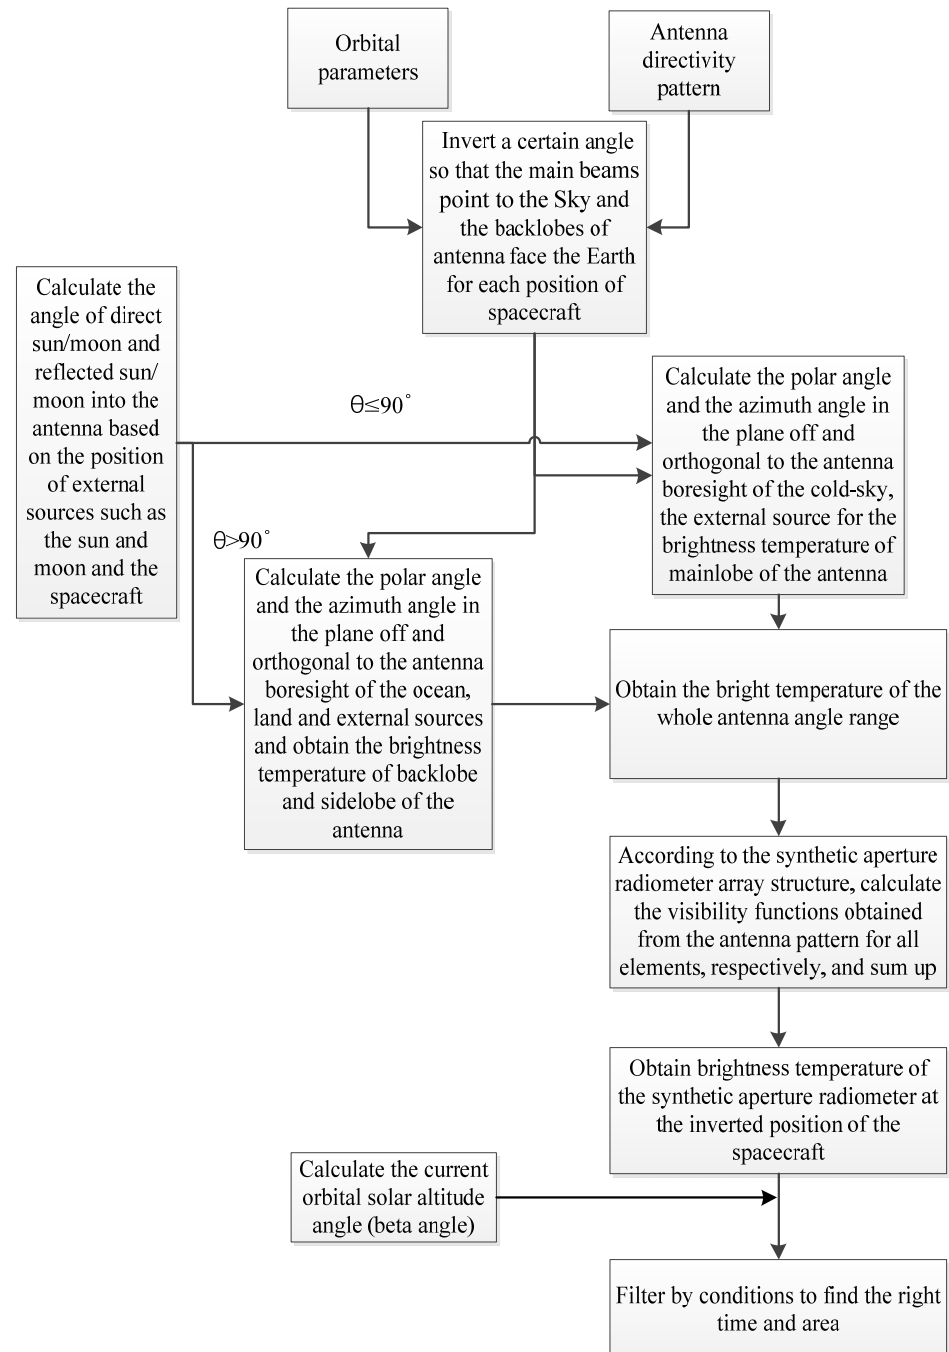 Orbital
parameters
Antenna
directivity
pattern
Invert a certain angle
so that the main beams
point to the Sky and
the backlobes of
antenna face the Earth
for each position of
spacecraft
Calculate the
angle of direct
sun/moon and
reflected sun/
moon into the
antenna based
on the position
of external
sources such as
the sun and
moon and the
spacecraft
θ≤90°
θ>90°
Calculate the polar angle
and the azimuth angle in
the plane off and
orthogonal to the antenna
boresight of the cold-sky,
the external source for the
brightness temperature of
mainlobe of the antenna
Calculate the polar angle
and the azimuth angle in
the plane off and
orthogonal to the antenna
boresight of the ocean,
land and external sources
and obtain the brightness
temperature of backlobe
and sidelobe of the
antenna
Obtain the bright temperature of the
whole antenna angle range
According to the synthetic aperture
radiometer array structure, calculate
the visibility functions obtained
from the antenna pattern for all
elements, respectively, and sum up
Obtain brightness temperature of
the synthetic aperture radiometer at
the inverted position of the
spacecraft
Calculate the current
orbital solar altitude
angle (beta angle)
Filter by conditions to find the right
time and area